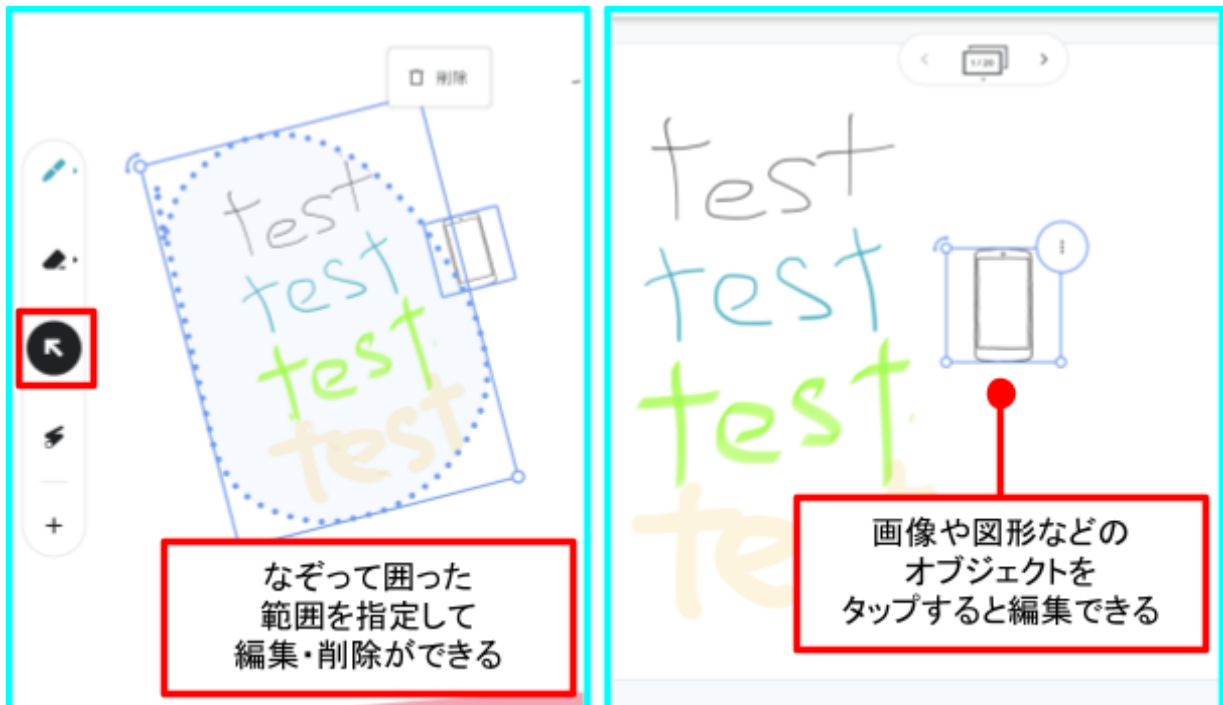 削除
test
test
test
test
なぞって囲った
範囲を指定して
編集・削除ができる
1/20
test
test
test
te
画像や図形などの
オブジェクトを
タップすると編集できる